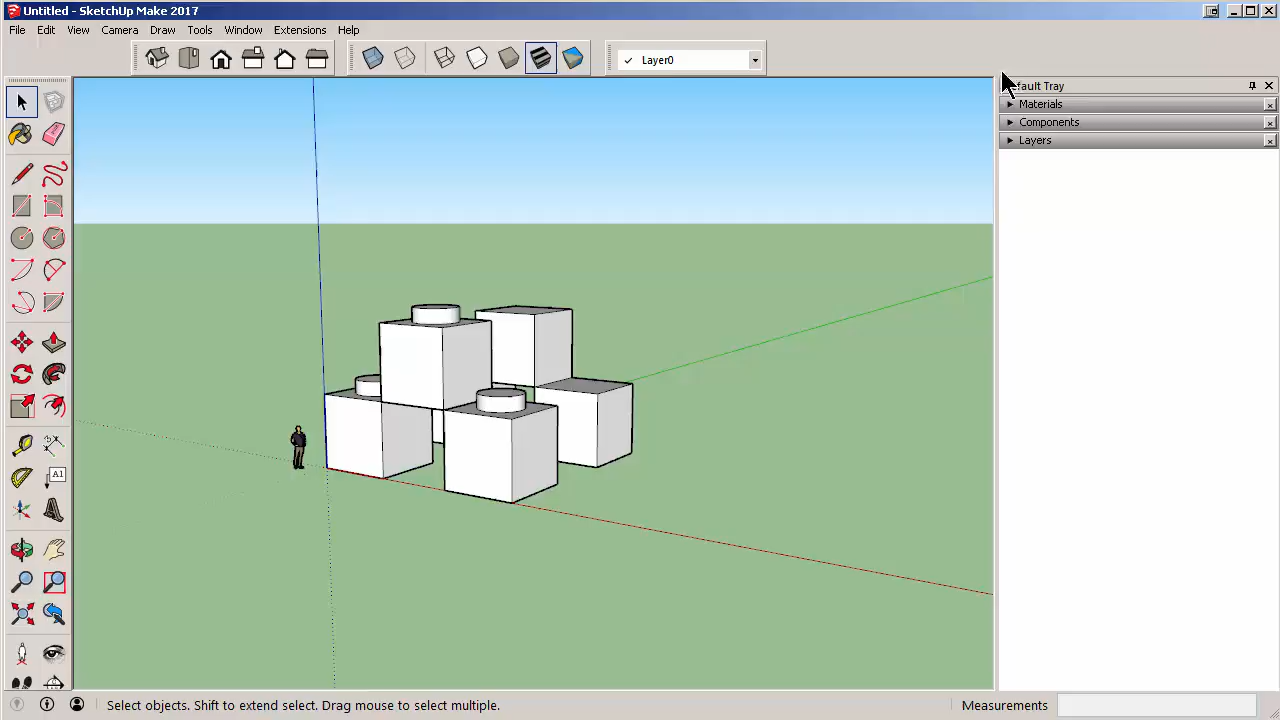 Untitled - SketchUp Make 2017
File Edit View Camera Draw Tools Window Extensions Help
Layer0
fault Tray
Materials
Components
Layers
A1
Select objects. Shift to extend select. Drag mouse to select multiple.
Measurements